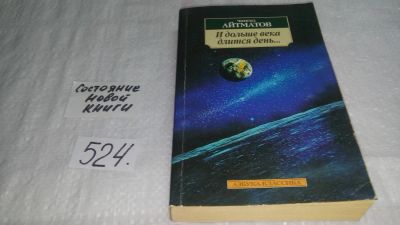 Состояние
новой
книги
524.
ЧИНГИЗ
АЙТМАТОВ
И дольше века
длится день...
АЗБУКА-КЛАССИКА